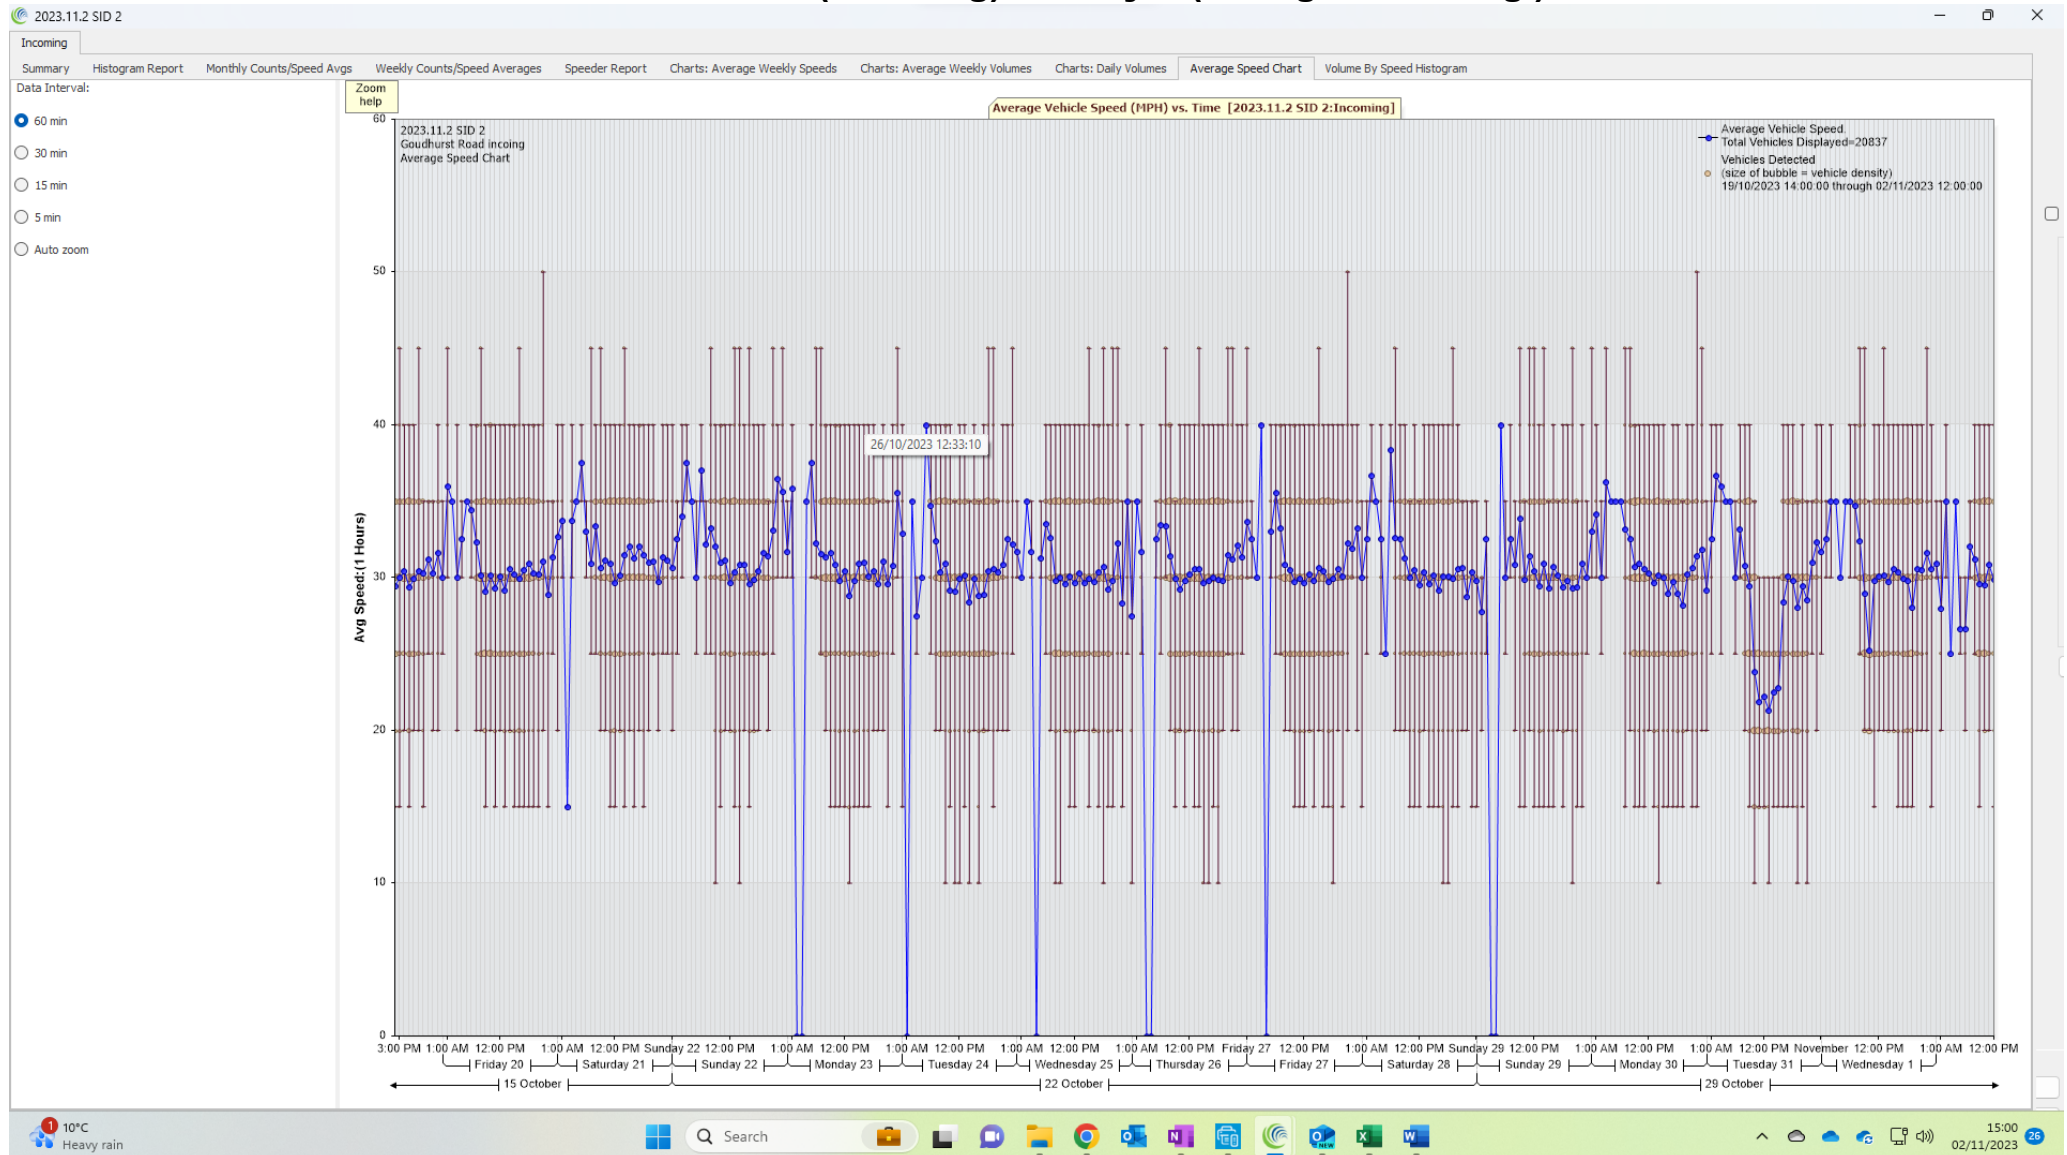 2023.11.2 SID 2
Incoming
Summary Histogram Report Monthly Counts/Speed Avgs Weekly Counts/Speed Averages Speeder Report Charts: Average Weekly Speeds Charts: Average Weekly Volumes Charts: Daily Volumes Average Speed Chart Volume By Speed Histogram
Data Interval:
60 min
30 min
15 min
5 min
Auto zoom
Zoom
help
Average Vehicle Speed (MPH) vs. Time [2023.11.2 SID 2:Incoming]
2023.11.2 SID 2
Goudhurst Road incoing
Average Speed Chart
Average Vehicle Speed.
Total Vehicles Displayed=20837
Vehicles Detected
(size of bubble = vehicle density)
19/10/2023 14:00:00 through 02/11/2023 12:00:00
60
50
40
30
20
10
0
Avg Speed:(1 Hours)
26/10/2023 12:33:10
3:00 PM 1:00 AM 12:00 PM 1:00 AM 12:00 PM Sunday 22 12:00 PM 1:00 AM 12:00 PM 1:00 AM 12:00 PM 1:00 AM 12:00 PM 1:00 AM 12:00 PM Friday 27 12:00 PM 1:00 AM 12:00 PM Sunday 29 12:00 PM 1:00 AM 12:00 PM 1:00 AM 12:00 PM November 12:00 PM 1:00 AM 12:00 PM
Friday 20 Saturday 21 Sunday 22 Monday 23 Tuesday 24 Wednesday 25 Thursday 26 Friday 27 Saturday 28 Sunday 29 Monday 30 Tuesday 31 Wednesday 1
15 October 22 October 29 October
1
10°C
Heavy rain
Search
NEW
15:00
02/11/2023
26